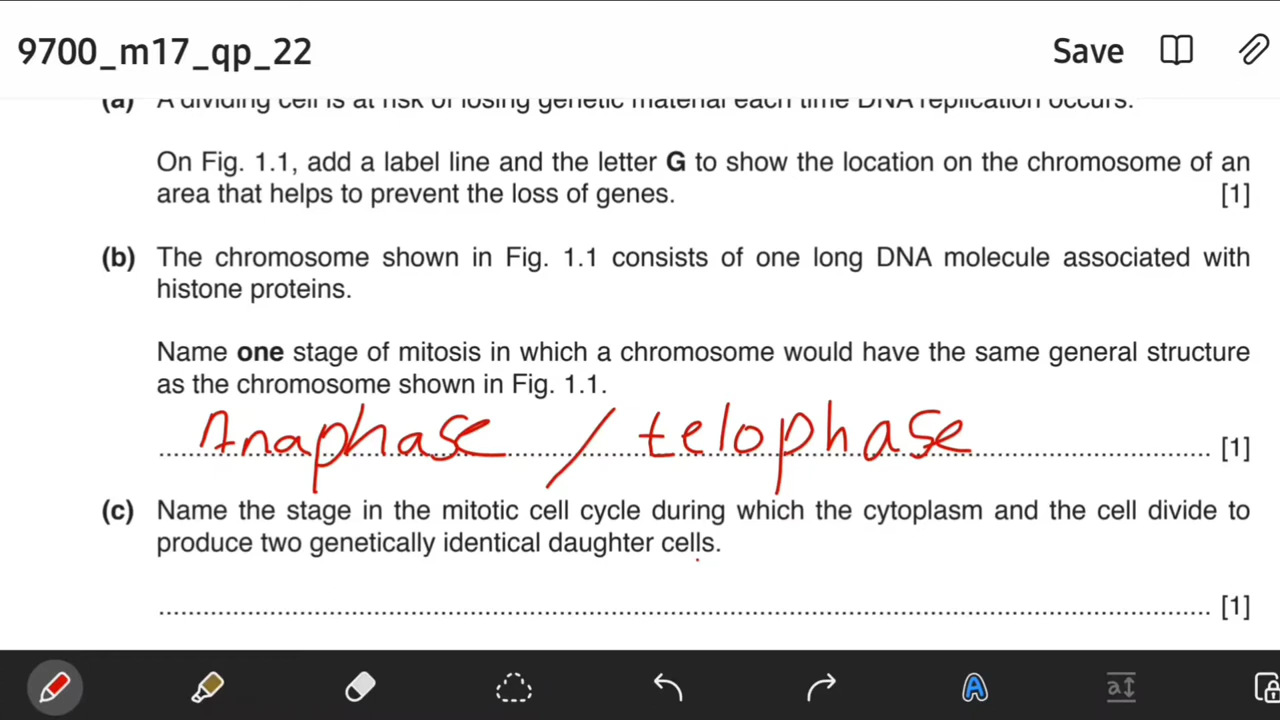 9700_m17_qp_22 Save
(a) A dividing cell is at risk of losing genetic material each time DNA replication occurs.
On Fig. 1.1, add a label line and the letter G to show the location on the chromosome of an
area that helps to prevent the loss of genes. [1]
(b) The chromosome shown in Fig. 1.1 consists of one long DNA molecule associated with
histone proteins.
Name one stage of mitosis in which a chromosome would have the same general structure
as the chromosome shown in Fig. 1.1.
Anaphase / telophase [1]
(c) Name the stage in the mitotic cell cycle during which the cytoplasm and the cell divide to
produce two genetically identical daughter cells.
[1]
A a